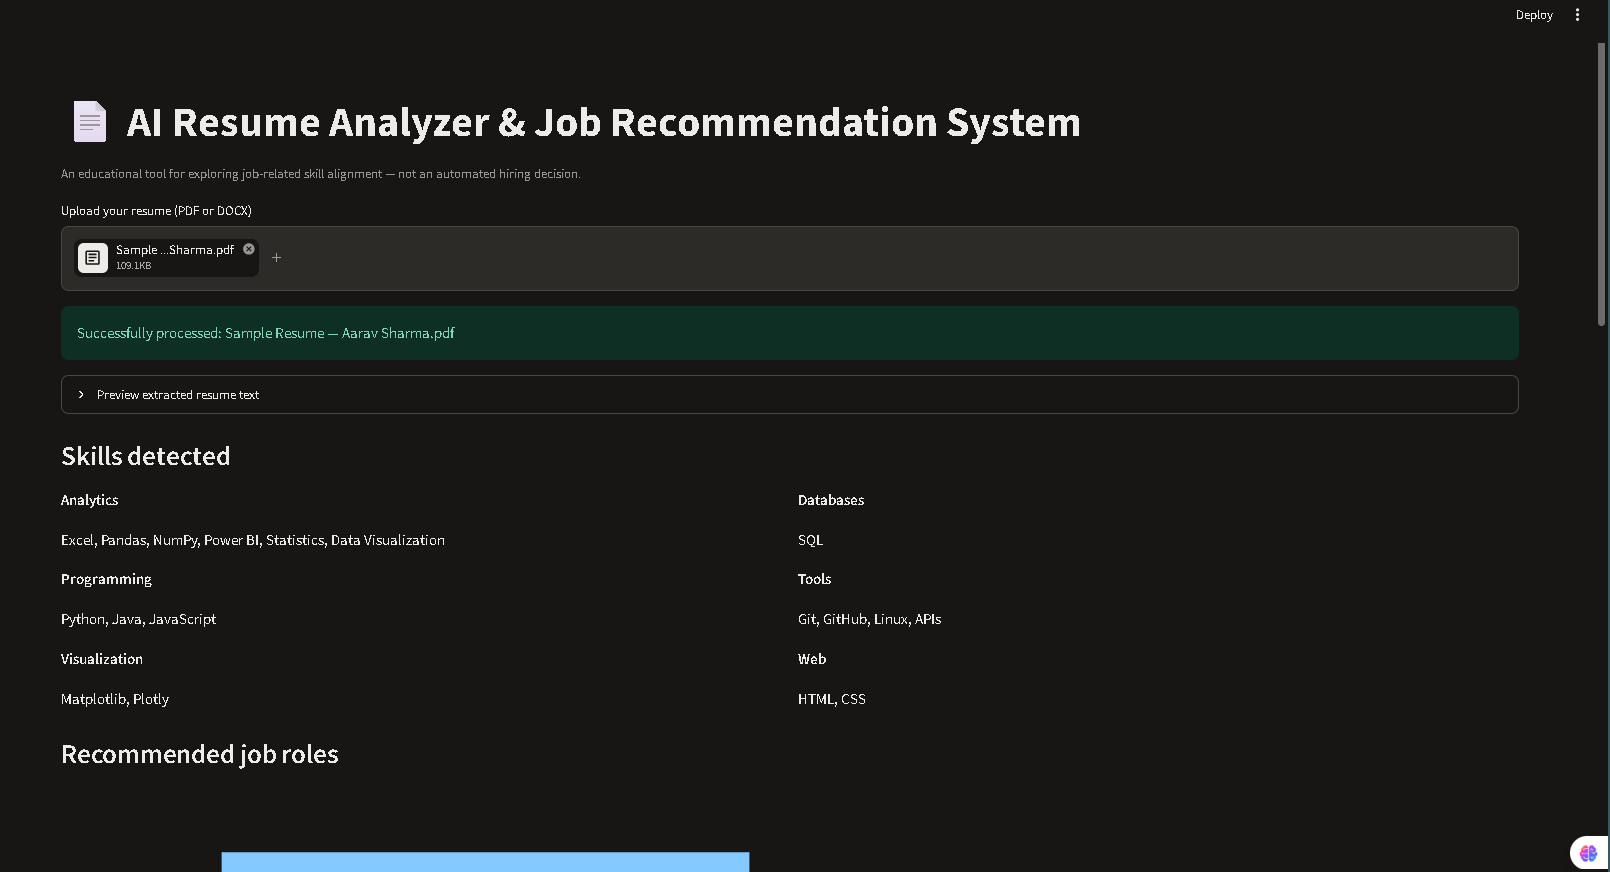 Deploy
AI Resume Analyzer & Job Recommendation System
An educational tool for exploring job-related skill alignment — not an automated hiring decision.
Upload your resume (PDF or DOCX)
Sample ...Sharma.pdf
109.1KB
Successfully processed: Sample Resume — Aarav Sharma.pdf
Preview extracted resume text
Skills detected
Analytics
Excel, Pandas, NumPy, Power BI, Statistics, Data Visualization
Programming
Python, Java, JavaScript
Visualization
Matplotlib, Plotly
Databases
SQL
Tools
Git, GitHub, Linux, APIs
Web
HTML, CSS
Recommended job roles